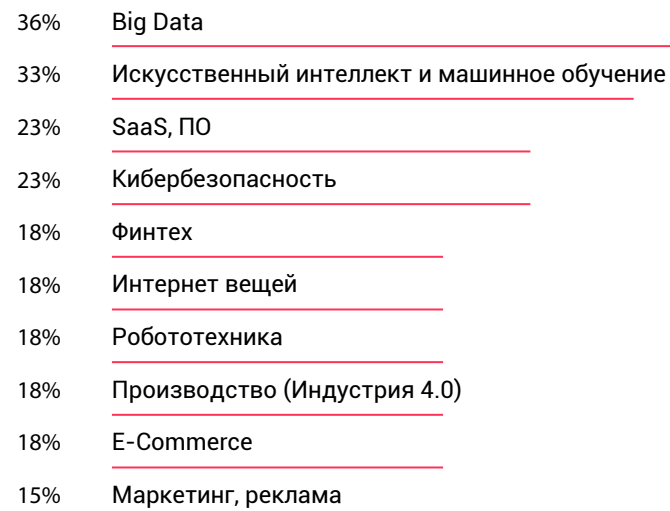 36% Big Data
33% Искусственный интеллект и машинное обучение
23% SaaS, ПО
23% Кибербезопасность
18% Финтех
18% Интернет вещей
18% Робототехника
18% Производство (Индустрия 4.0)
18% E-Commerce
15% Маркетинг, реклама